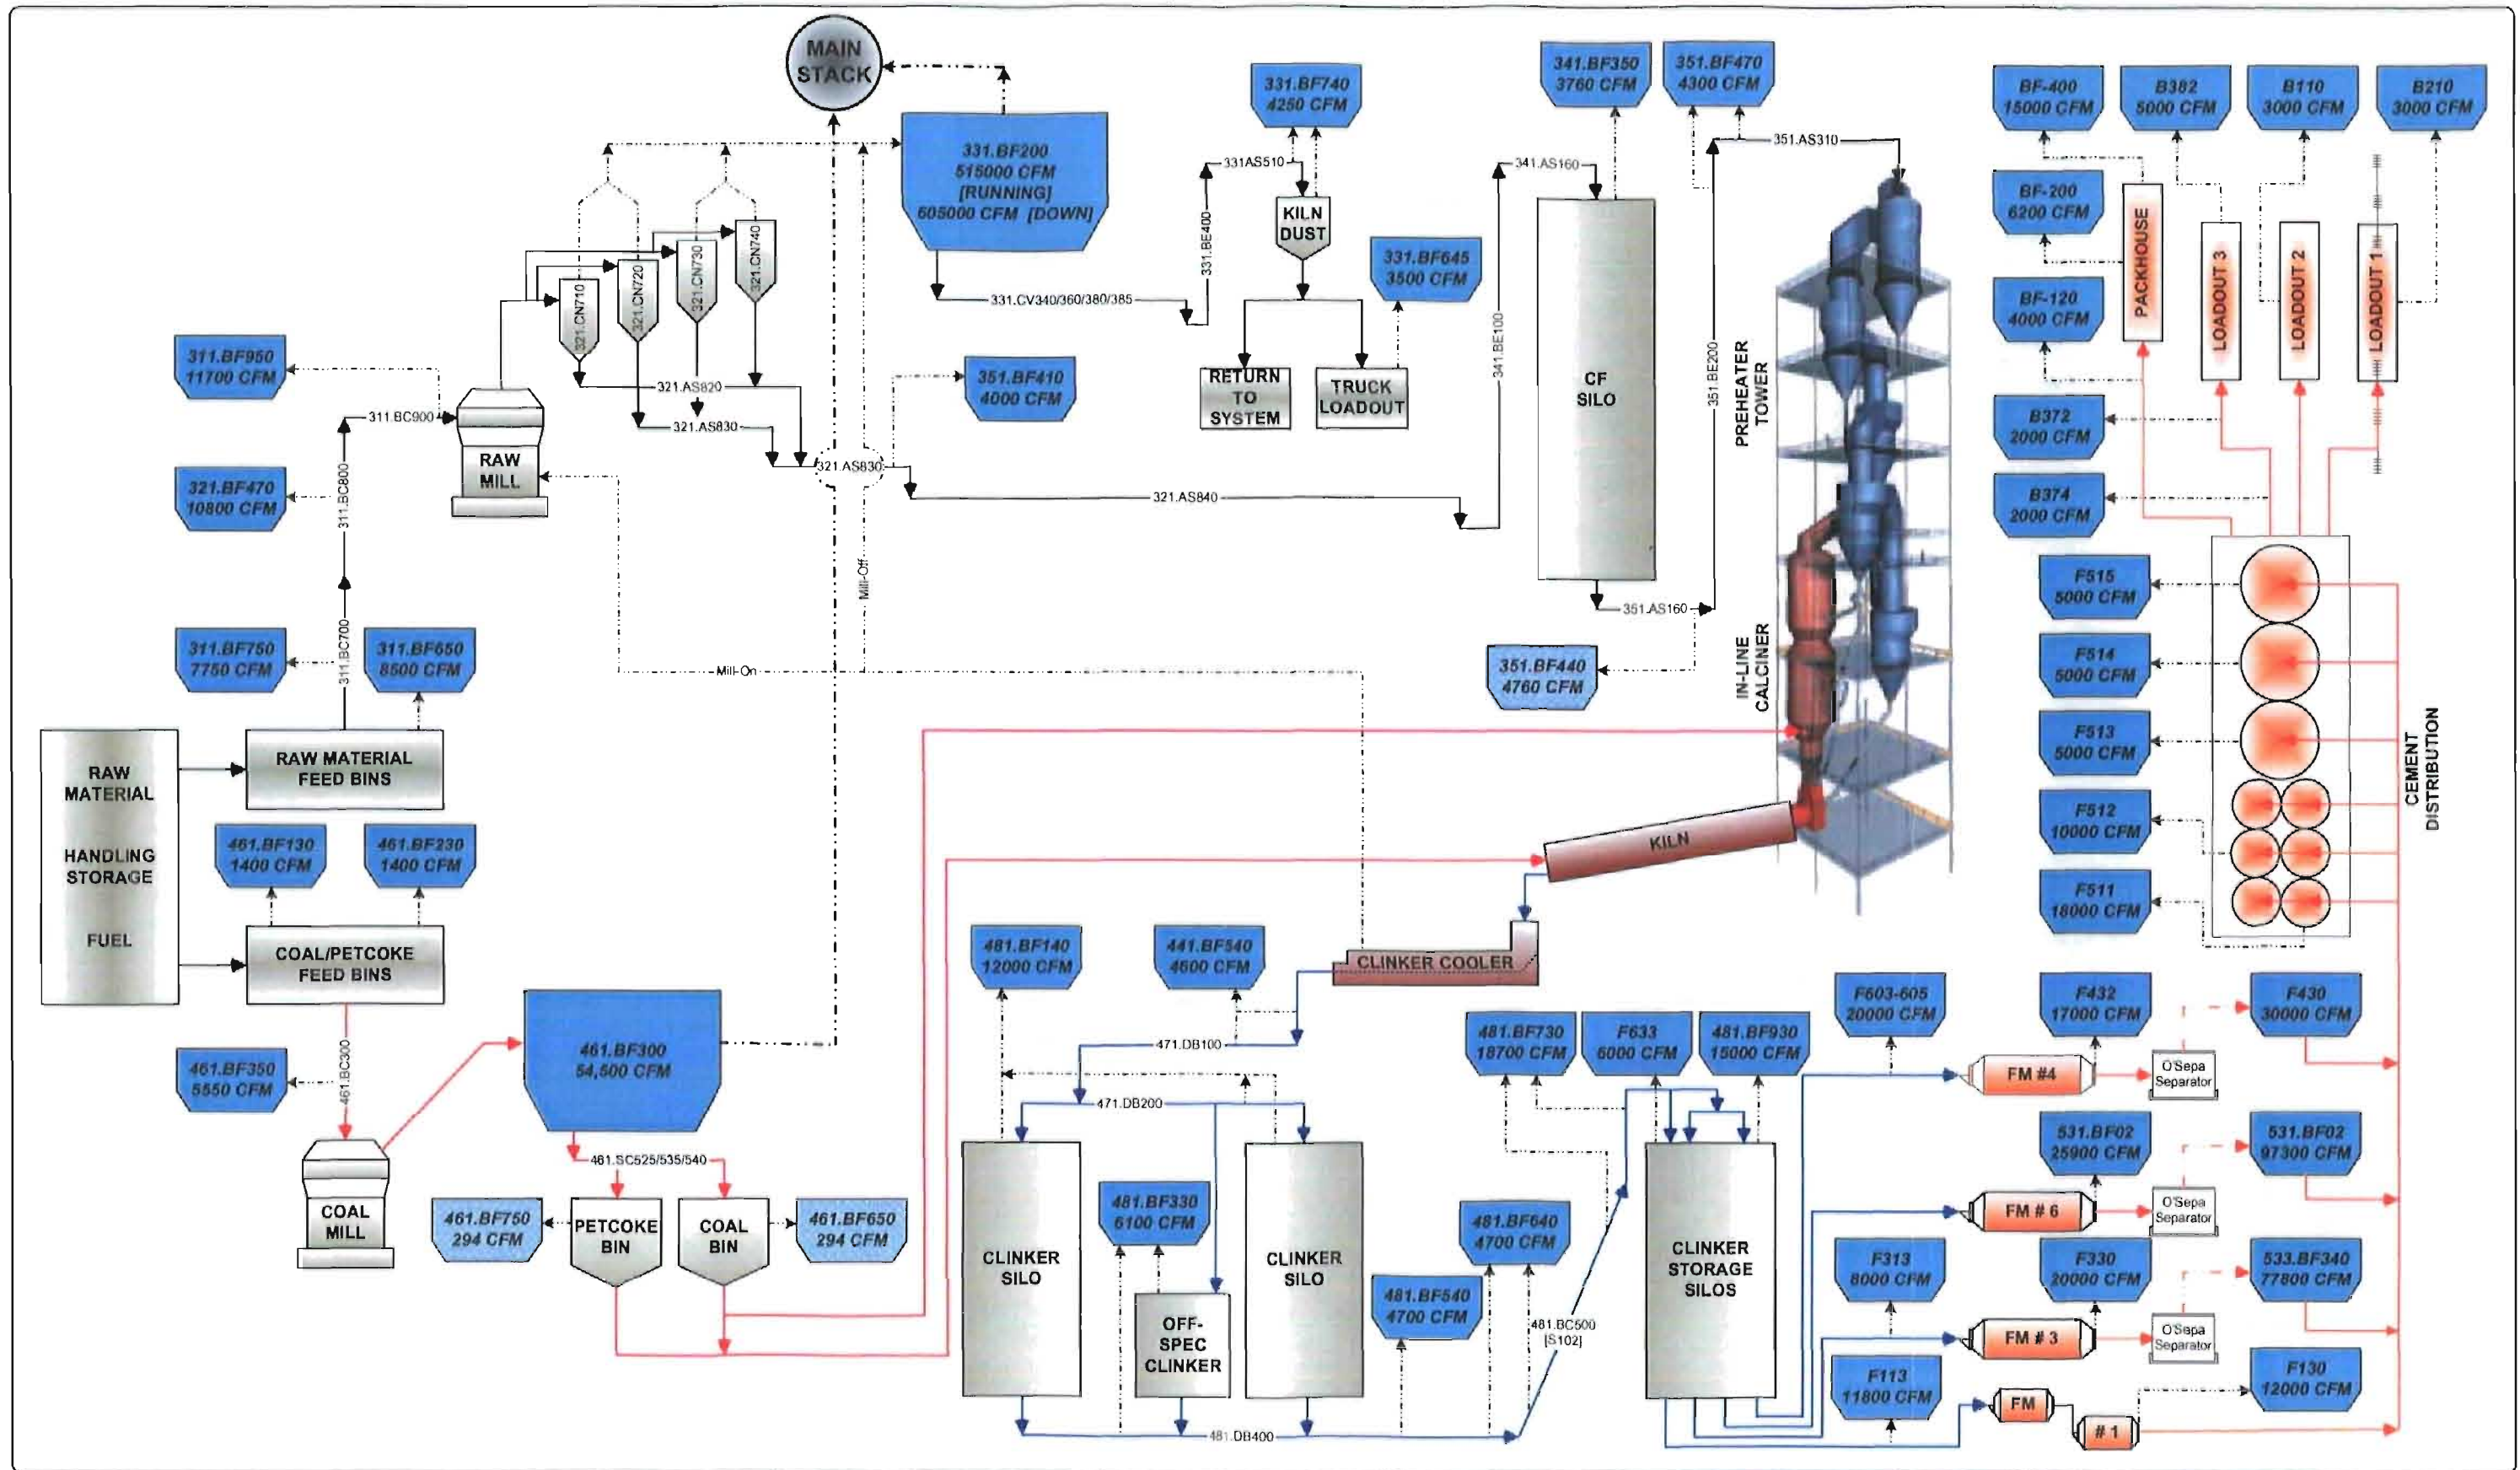 MAIN
STACK
331.BF200
515000 CFM
[RUNNING]
605000 CFM [DOWN]
331.BF740
4250 CFM
341.BF350
3760 CFM
351.BF470
4300 CFM
BF-400
15000 CFM
B382
5000 CFM
B110
3000 CFM
B210
3000 CFM
331AS510
341.AS160
351.AS310
BF-200
6200 CFM
BF-120
4000 CFM
PACKHOUSE
LOADOUT 3
LOADOUT 2
LOADOUT 1
321.CN710
321.CN720
321.CN730
321.CN740
331.BE400
KILN
DUST
331.BF645
3500 CFM
331.CV340/360/380/385
311.BF950
11700 CFM
311.BC900
321.AS820
321.AS830
321.AS830
351.BF410
4000 CFM
RETURN
TO
SYSTEM
TRUCK
LOADOUT
341.BE100
CF
SILO
351.BE200
PREHEATER
TOWER
B372
2000 CFM
B374
2000 CFM
RAW
MILL
321.BF470
10800 CFM
311.BC800
321.AS840
Mill-Off
351.AS160
F515
5000 CFM
F514
5000 CFM
F513
5000 CFM
F512
10000 CFM
F511
18000 CFM
CEMENT
DISTRIBUTION
311.BF750
7750 CFM
311.BC700
311.BF650
8500 CFM
Mill-On
351.BF440
4760 CFM
IN-LINE
CALCINER
RAW
MATERIAL
HANDLING
STORAGE
FUEL
RAW MATERIAL
FEED BINS
461.BF130
1400 CFM
461.BF230
1400 CFM
COAL/PETCOKE
FEED BINS
KILN
CLINKER COOLER
481.BF140
12000 CFM
441.BF540
4600 CFM
461.BF350
5550 CFM
461.BC300
461.BF300
54,500 CFM
471.DB100
471.DB200
481.BF730
18700 CFM
F633
6000 CFM
481.BF930
15000 CFM
F603-605
20000 CFM
F432
17000 CFM
F430
30000 CFM
FM #4
O'Sepa
Separator
COAL
MILL
461.SC525/535/540
461.BF750
294 CFM
PETCOKE
BIN
COAL
BIN
461.BF650
294 CFM
CLINKER
SILO
481.BF330
6100 CFM
OFF-
SPEC
CLINKER
CLINKER
SILO
481.BF540
4700 CFM
481.BF640
4700 CFM
481.BC500
[S102]
481.DB400
CLINKER
STORAGE
SILOS
531.BF02
25900 CFM
531.BF02
97300 CFM
FM # 6
O'Sepa
Separator
F313
8000 CFM
F330
20000 CFM
533.BF340
77800 CFM
FM # 3
O'Sepa
Separator
F113
11800 CFM
F130
12000 CFM
FM
# 1